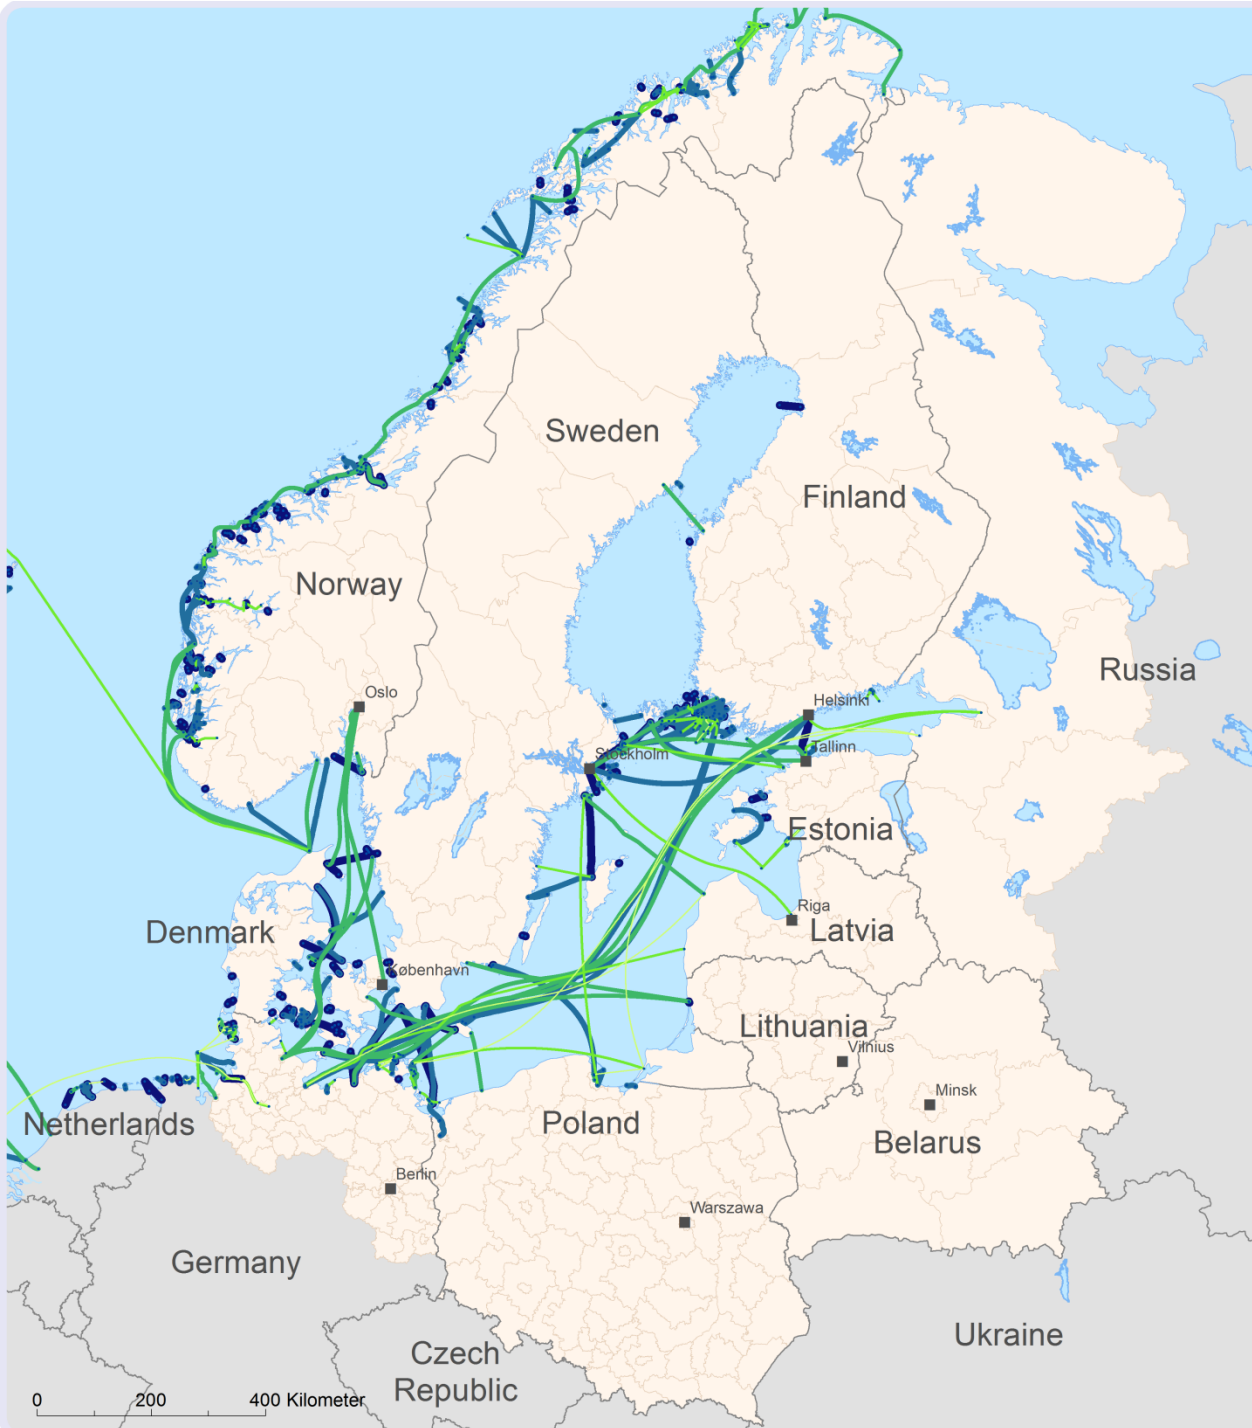 Sweden
Finland
Norway
Russia
Oslo
Helsinki
Stockholm
Tallinn
Estonia
Riga
Latvia
Denmark
København
Lithuania
Vilnius
Minsk
Netherlands
Poland
Belarus
Berlin
Warszawa
Germany
Ukraine
Czech
Republic
0 200 400 Kilometer